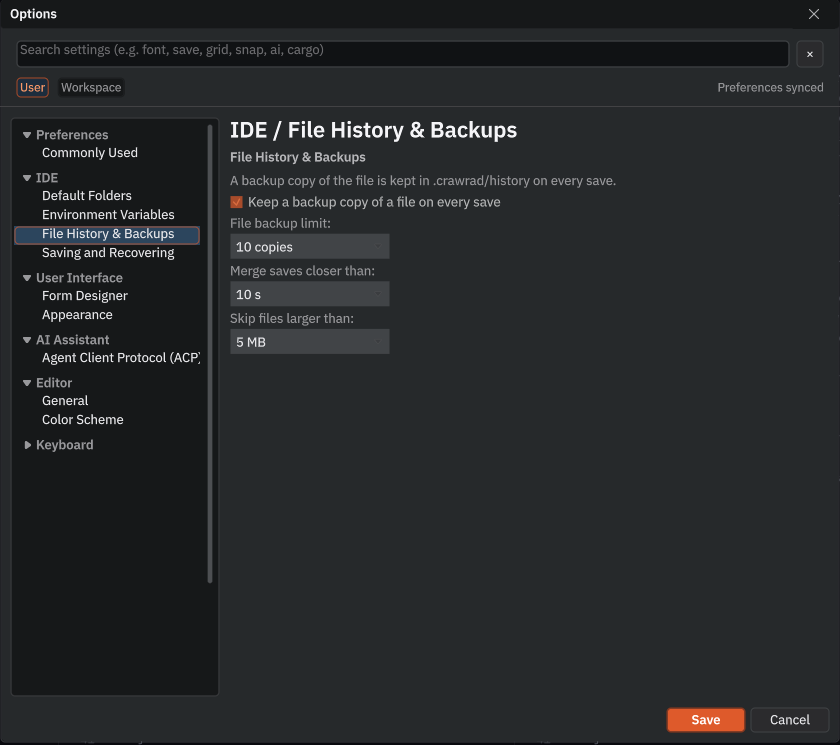 Options
Search settings (e.g. font, save, grid, snap, ai, cargo)
×
User
Workspace
Preferences synced
Preferences
Commonly Used
IDE
Default Folders
Environment Variables
File History & Backups
Saving and Recovering
User Interface
Form Designer
Appearance
AI Assistant
Agent Client Protocol (ACP)
Editor
General
Color Scheme
Keyboard
IDE / File History & Backups
File History & Backups
A backup copy of the file is kept in .crawrad/history on every save.
Keep a backup copy of a file on every save
File backup limit:
10 copies
Merge saves closer than:
10 s
Skip files larger than:
5 MB
Save
Cancel